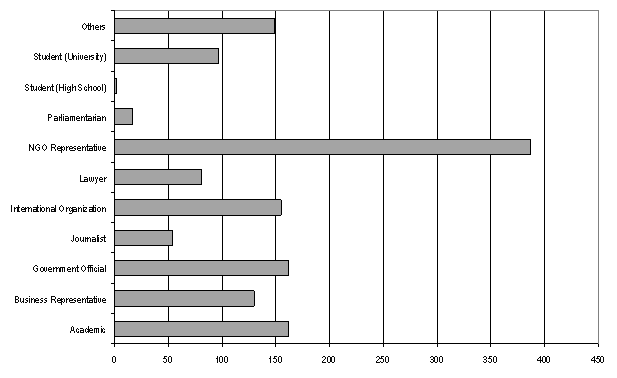 Others
Student (University)
Student (High School)
Parliamentarian
NGO Representative
Lawyer
International Organization
Journalist
Government Official
Business Representative
Academic
0 50 100 150 200 250 300 350 400 450